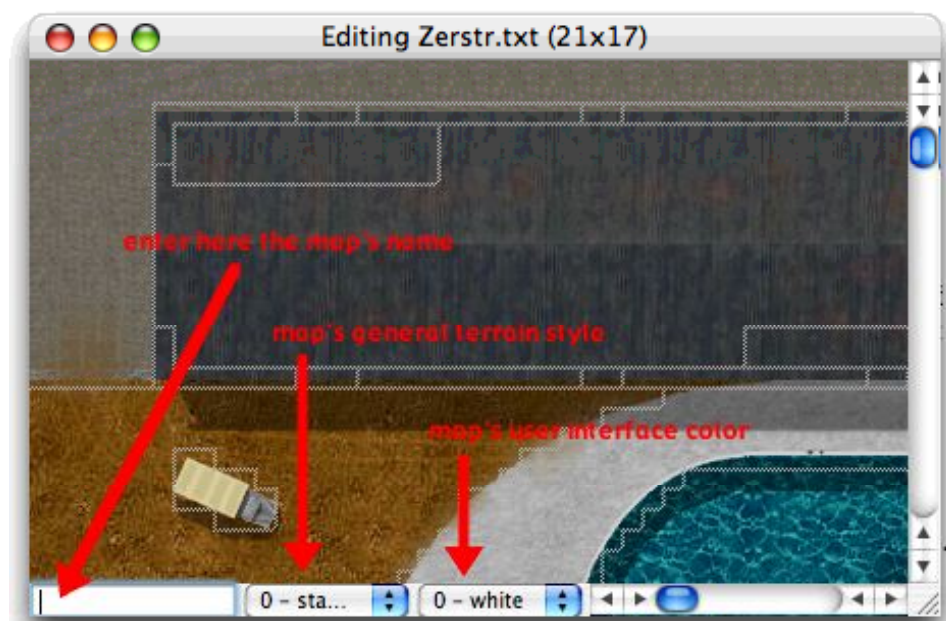 Editing Zerstr.txt (21x17)
enter here the map's name
map's general terrain style
map's user interface color
0 - sta...
0 - white